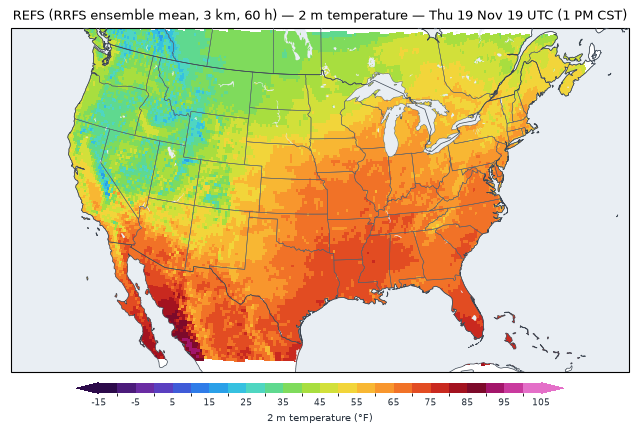 REFS (RRFS ensemble mean, 3 km, 60 h) — 2 m temperature — Thu 19 Nov 19 UTC (1 PM CST)
-15 -5 5 15 25 35 45 55 65 75 85 95 105
2 m temperature (°F)